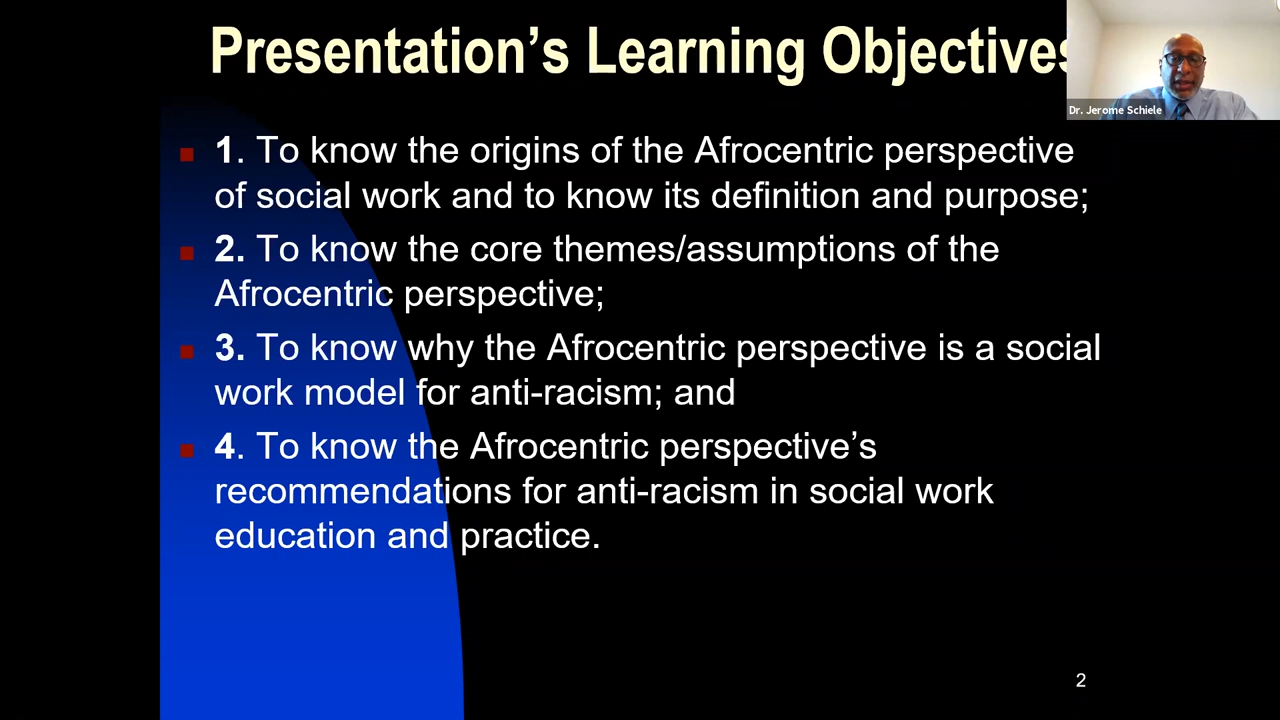 Presentation’s Learning Objectives
Dr. Jerome Schiele
1. To know the origins of the Afrocentric perspective
of social work and to know its definition and purpose;
2. To know the core themes/assumptions of the
Afrocentric perspective;
3. To know why the Afrocentric perspective is a social
work model for anti-racism; and
4. To know the Afrocentric perspective’s
recommendations for anti-racism in social work
education and practice.
2